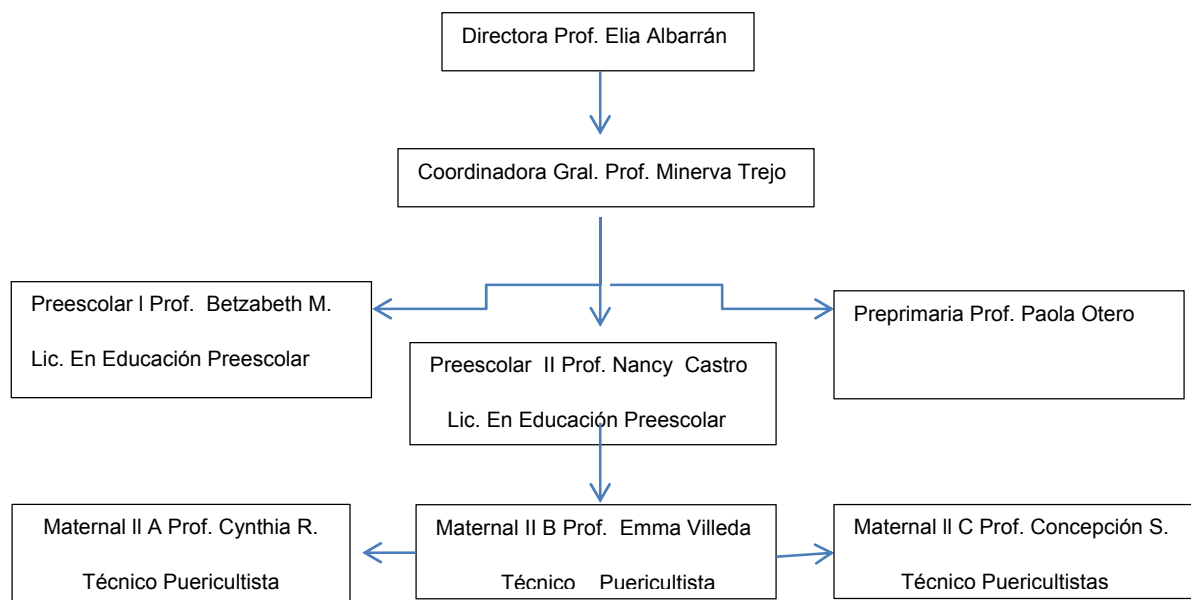 Directora Prof. Elia Albarrán
Coordinadora Gral. Prof. Minerva Trejo
Preescolar I Prof. Betzabeth M.
Lic. En Educación Preescolar
Preescolar II Prof. Nancy Castro
Lic. En Educación Preescolar
Preprimaria Prof. Paola Otero
Maternal II A Prof. Cynthia R.
Técnico Puericultista
Maternal II B Prof. Emma Villeda
Técnico Puericultista
Maternal II C Prof. Concepción S.
Técnico Puericultistas